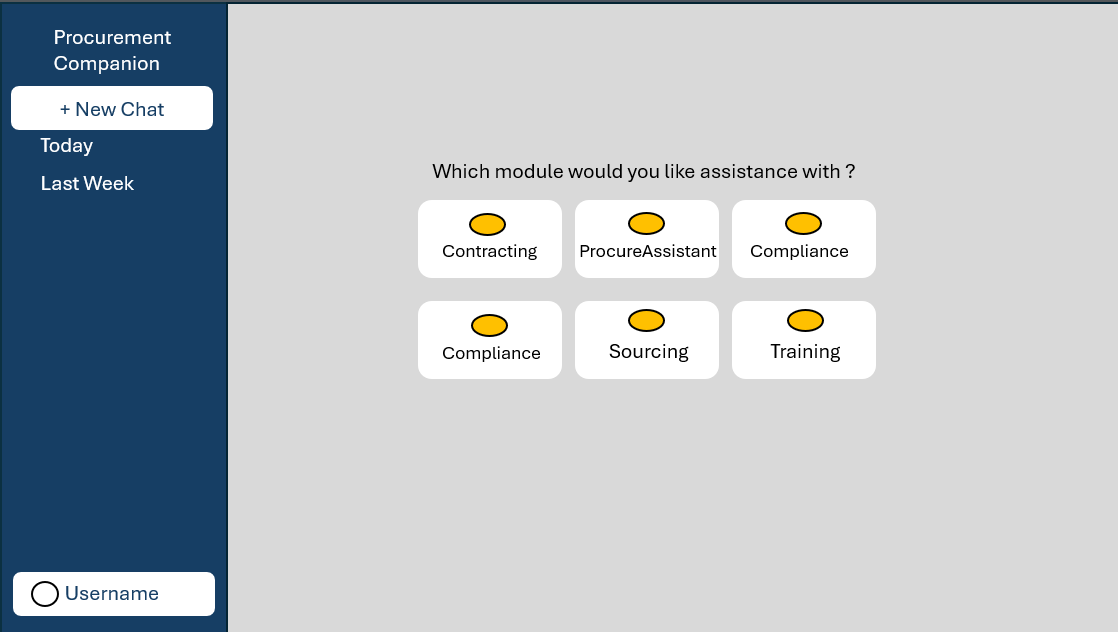 Procurement
Companion
+ New Chat
Today
Last Week
Username
Which module would you like assistance with ?
Contracting
ProcureAssistant
Compliance
Compliance
Sourcing
Training